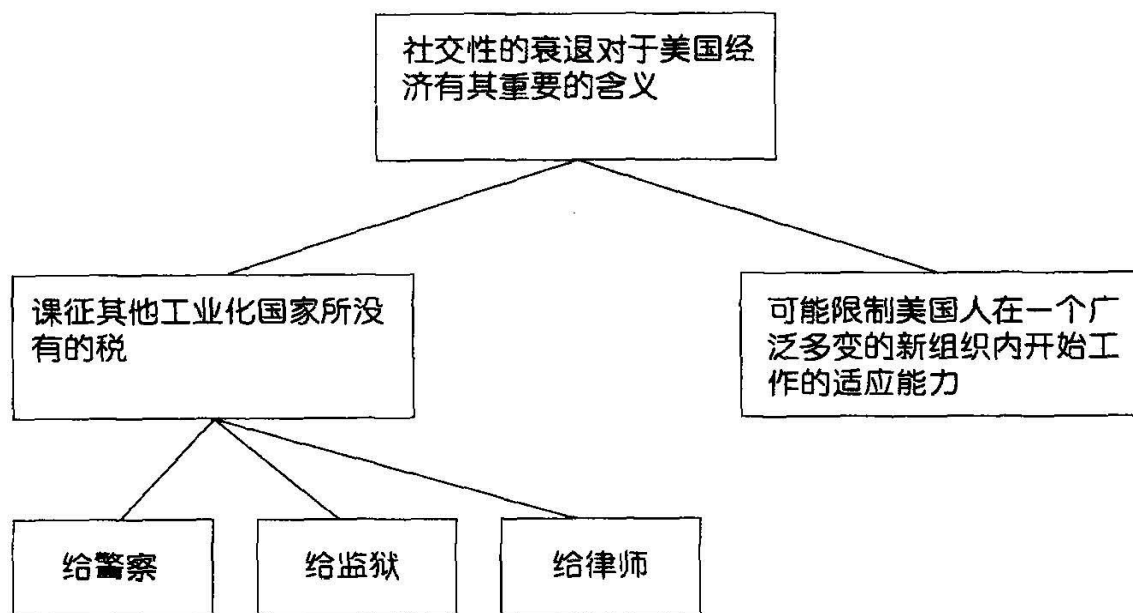 社交性的衰退对于美国经
济有其重要的含义
课征其他工业化国家所没
有的税
可能限制美国人在一个广
泛多变的新组织内开始工
作的适应能力
给警察
给监狱
给律师